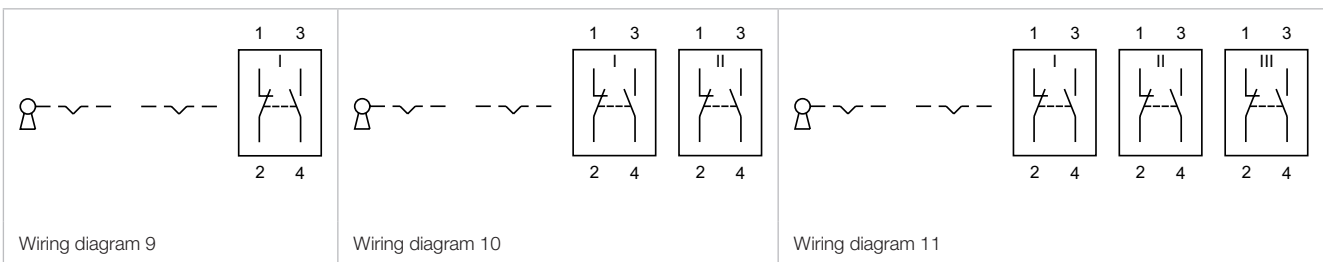 1 3
I
2 4
Wiring diagram 9
1 3 1 3
I II
2 4 2 4
Wiring diagram 10
1 3 1 3 1 3
I II III
2 4 2 4 2 4
Wiring diagram 11